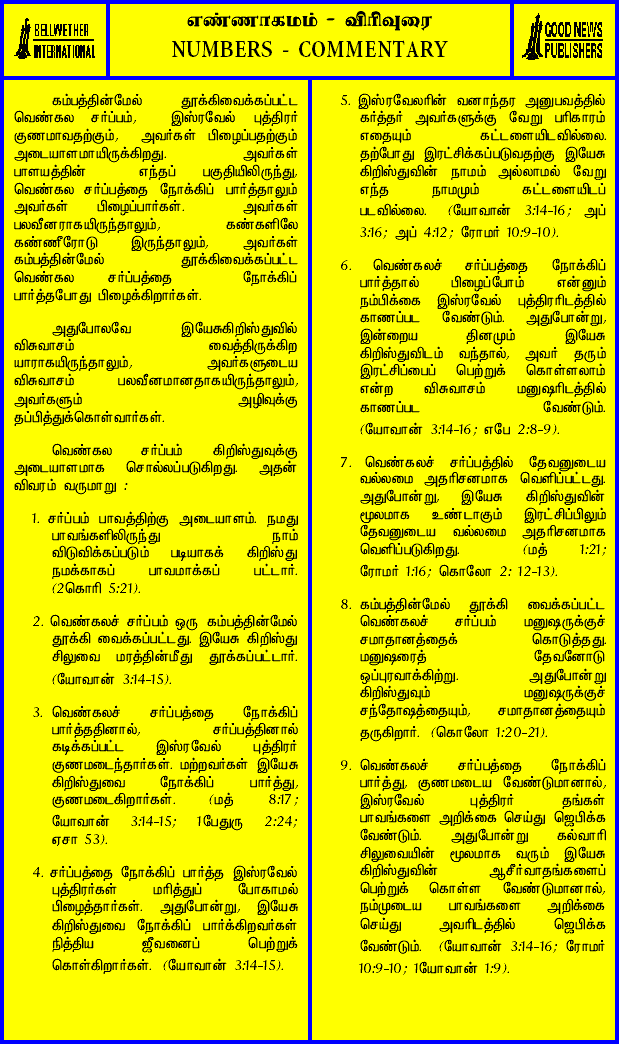 BELLWETHER
INTERNATIONAL
எண்ணாகமம் - விரிவுரை
NUMBERS - COMMENTARY
GOOD NEWS
PUBLISHERS
கம்பத்தின்மேல் தூக்கிவைக்கப்பட்ட
வெண்கல சர்ப்பம், இஸ்ரவேல் புத்திரர்
குணமாவதற்கும், அவர்கள் பிழைப்பதற்கும்
அடையாளமாயிருக்கிறது. அவர்கள்
பாளயத்தின் எந்தப் பகுதியிலிருந்து,
வெண்கல சர்ப்பத்தை நோக்கிப் பார்த்தாலும்
அவர்கள் பிழைப்பார்கள். அவர்கள்
பலவீனராகயிருந்தாலும், கண்களிலே
கண்ணீரோடு இருந்தாலும், அவர்கள்
கம்பத்தின்மேல் தூக்கிவைக்கப்பட்ட
வெண்கல சர்ப்பத்தை நோக்கிப்
பார்த்தபோது பிழைக்கிறார்கள்.
அதுபோலவே இயேசுகிறிஸ்துவில்
விசுவாசம் வைத்திருக்கிற
யாராகயிருந்தாலும், அவர்களுடைய
விசுவாசம் பலவீனமானதாகயிருந்தாலும்,
அவர்களும் அழிவுக்கு
தப்பித்துக்கொள்வார்கள்.
வெண்கல சர்ப்பம் கிறிஸ்துவுக்கு
அடையாளமாக சொல்லப்படுகிறது. அதன்
விவரம் வருமாறு :
1. சர்ப்பம் பாவத்திற்கு அடையாளம். நமது
பாவங்களிலிருந்து நாம்
விடுவிக்கப்படும் படியாகக் கிறிஸ்து
நமக்காகப் பாவமாக்கப் பட்டார்.
(2கொரி 5:21).
2. வெண்கலச் சர்ப்பம் ஒரு கம்பத்தின்மேல்
தூக்கி வைக்கப்பட்டது. இயேசு கிறிஸ்து
சிலுவை மரத்தின்மீது தூக்கப்பட்டார்.
(யோவான் 3:14-15).
3. வெண்கலச் சர்ப்பத்தை நோக்கிப்
பார்த்ததினால், சர்ப்பத்தினால்
கடிக்கப்பட்ட இஸ்ரவேல் புத்திரர்
குணமடைந்தார்கள். மற்றவர்கள் இயேசு
கிறிஸ்துவை நோக்கிப் பார்த்து,
குணமடைகிறார்கள். (மத் 8:17;
யோவான் 3:14-15; 1பேதுரு 2:24;
ஏசா 53).
4. சர்ப்பத்தை நோக்கிப் பார்த்த இஸ்ரவேல்
புத்திரர்கள் மரித்துப் போகாமல்
பிழைத்தார்கள். அதுபோன்று, இயேசு
கிறிஸ்துவை நோக்கிப் பார்க்கிறவர்கள்
நித்திய ஜீவனைப் பெற்றுக்
கொள்கிறார்கள். (யோவான் 3:14-15).
5. இஸ்ரவேலரின் வனாந்தர அனுபவத்தில்
கர்த்தர் அவர்களுக்கு வேறு பரிகாரம்
எதையும் கட்டளையிடவில்லை.
தற்போது இரட்சிக்கப்படுவதற்கு இயேசு
கிறிஸ்துவின் நாமம் அல்லாமல் வேறு
எந்த நாமமும் கட்டளையிடப்
படவில்லை. (யோவான் 3:14-16; அப்
3:16; அப் 4:12; ரோமர் 10:9-10).
6. வெண்கலச் சர்ப்பத்தை நோக்கிப்
பார்த்தால் பிழைப்போம் என்னும்
நம்பிக்கை இஸ்ரவேல் புத்திரரிடத்தில்
காணப்பட வேண்டும். அதுபோன்று,
இன்றைய தினமும் இயேசு
கிறிஸ்துவிடம் வந்தால், அவர் தரும்
இரட்சிப்பைப் பெற்றுக் கொள்ளலாம்
என்ற விசுவாசம் மனுஷரிடத்தில்
காணப்பட வேண்டும்.
(யோவான் 3:14-16; எபே 2:8-9).
7. வெண்கலச் சர்ப்பத்தில் தேவனுடைய
வல்லமை அதரிசனமாக வெளிப்பட்டது.
அதுபோன்று, இயேசு கிறிஸ்துவின்
மூலமாக உண்டாகும் இரட்சிப்பிலும்
தேவனுடைய வல்லமை அதரிசனமாக
வெளிப்படுகிறது. (மத் 1:21;
ரோமர் 1:16; கொலோ 2: 12-13).
8. கம்பத்தின்மேல் தூக்கி வைக்கப்பட்ட
வெண்கலச் சர்ப்பம் மனுஷருக்குச்
சமாதானத்தைக் கொடுத்தது.
மனுஷரைத் தேவனோடு
ஒப்புரவாக்கிற்று. அதுபோன்று
கிறிஸ்துவும் மனுஷருக்குச்
சந்தோஷத்தையும், சமாதானத்தையும்
தருகிறார். (கொலோ 1:20-21).
9. வெண்கலச் சர்ப்பத்தை நோக்கிப்
பார்த்து, குணமடைய வேண்டுமானால்,
இஸ்ரவேல் புத்திரர் தங்கள்
பாவங்களை அறிக்கை செய்து ஜெபிக்க
வேண்டும். அதுபோன்று கல்வாரி
சிலுவையின் மூலமாக வரும் இயேசு
கிறிஸ்துவின் ஆசீர்வாதங்களைப்
பெற்றுக் கொள்ள வேண்டுமானால்,
நம்முடைய பாவங்களை அறிக்கை
செய்து அவரிடத்தில் ஜெபிக்க
வேண்டும். (யோவான் 3:14-16; ரோமர்
10:9-10; 1யோவான் 1:9).